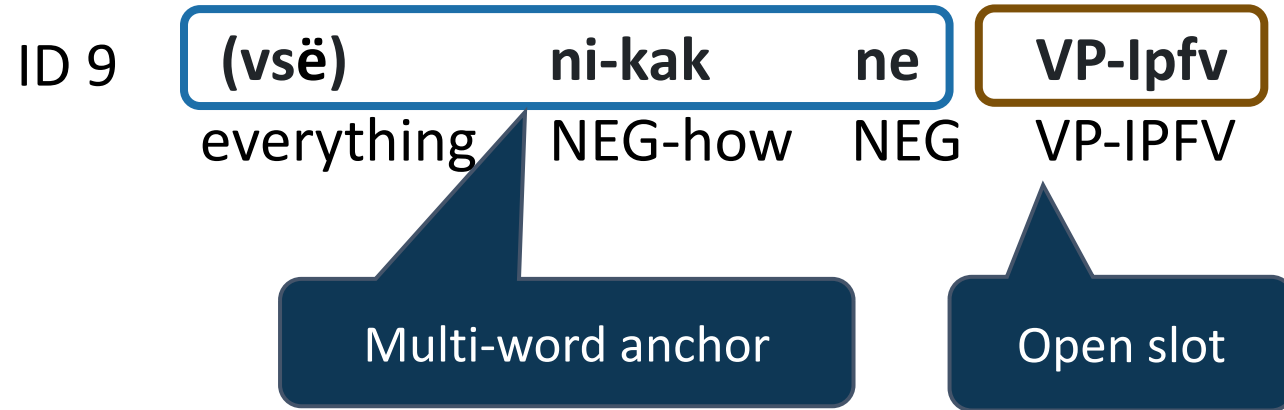 ID 9 (vsë) ni-kak ne VP-Ipfv
everything NEG-how NEG VP-IPFV
Multi-word anchor Open slot